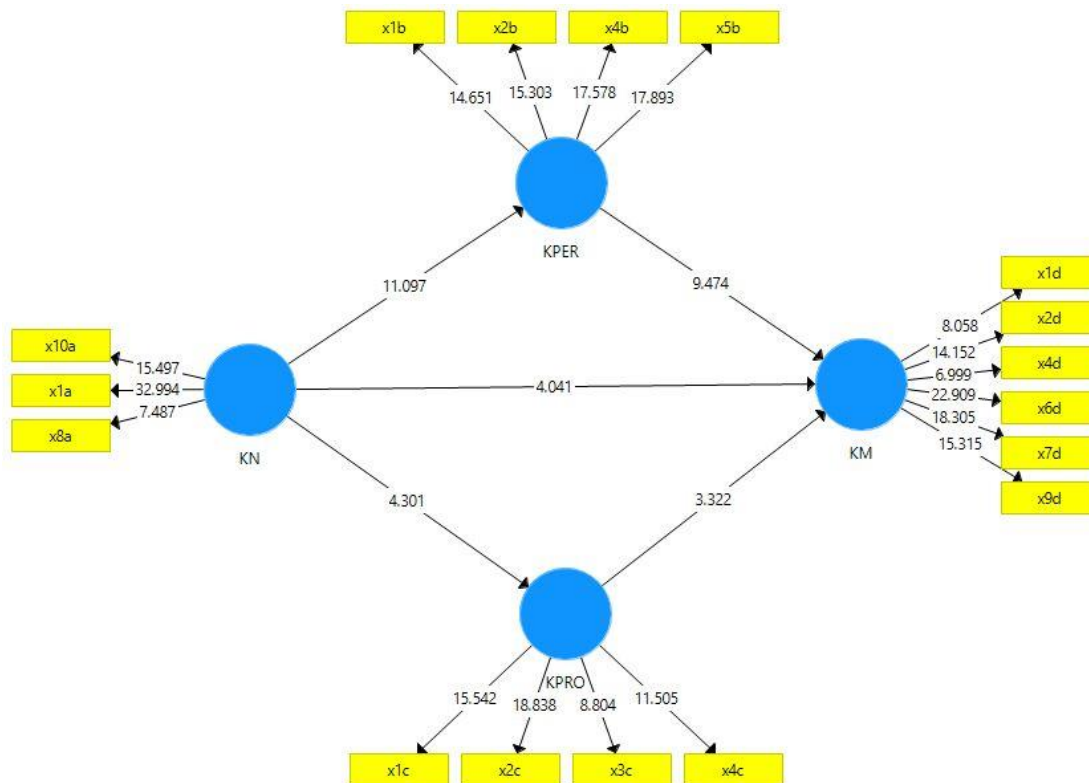 x1b
x2b
x4b
x5b
14.651
15.303
17.578
17.893
KPER
11.097
9.474
x10a
x1a
x8a
15.497
32.994
7.487
KN
4.041
x1d
x2d
x4d
x6d
x7d
x9d
8.058
14.152
6.999
22.909
18.305
15.315
KM
4.301
3.322
KPRO
15.542
18.838
8.804
11.505
x1c
x2c
x3c
x4c